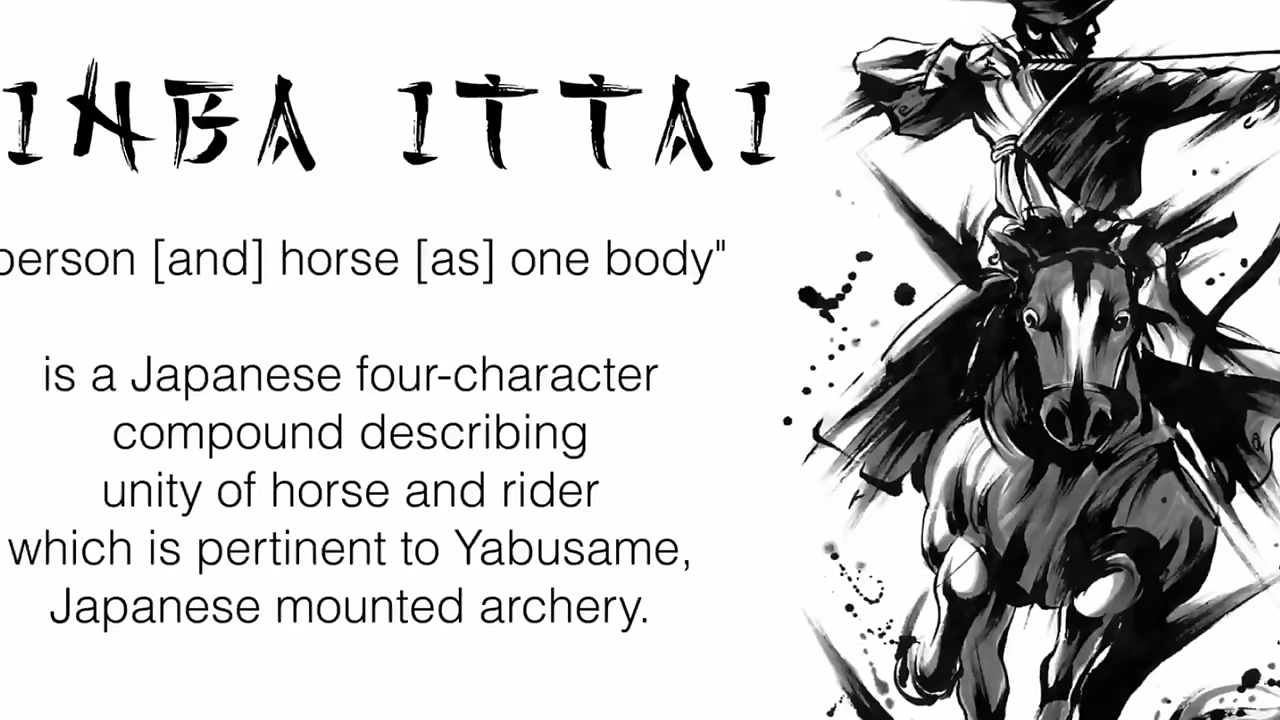 INBA ITTAI
person [and] horse [as] one body"
is a Japanese four-character
compound describing
unity of horse and rider
which is pertinent to Yabusame,
Japanese mounted archery.